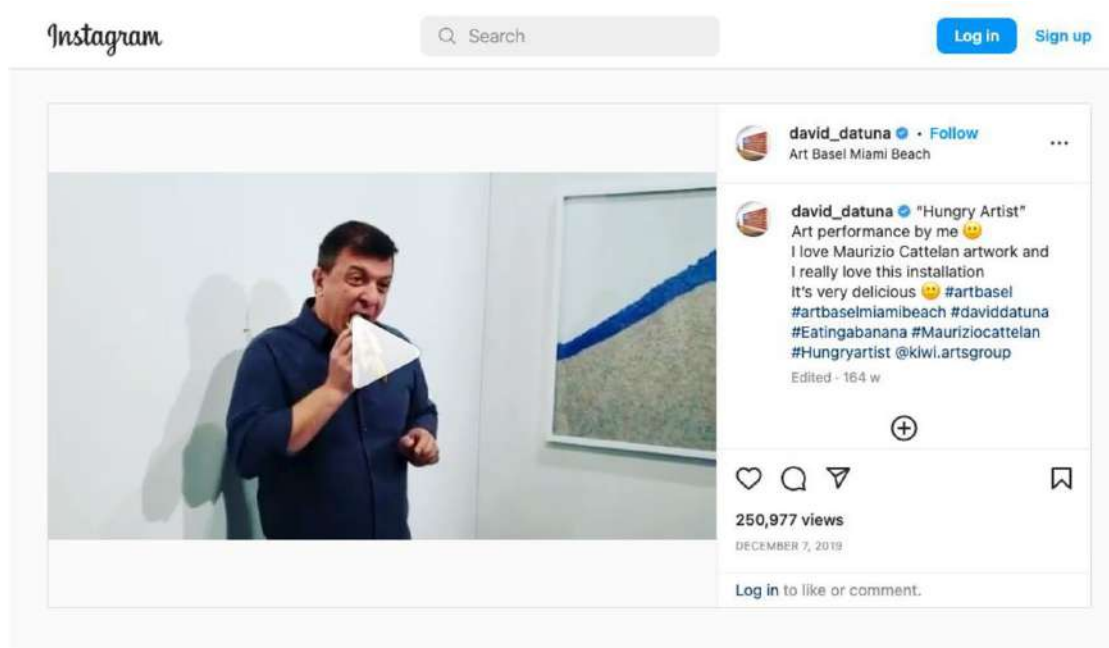 Instagram
Search
Log in
Sign up
david_datuna • Follow
Art Basel Miami Beach
david_datuna "Hungry Artist"
Art performance by me 🙂
I love Maurizio Cattelan artwork and
I really love this installation
It's very delicious 🙂 #artbasel
#artbaselmiamibeach #daviddatuna
#Eatingabanana #Mauriziocattelan
#Hungryartist @kiwi.artsgroup
Edited · 164 w
250,977 views
DECEMBER 7, 2019
Log in to like or comment.